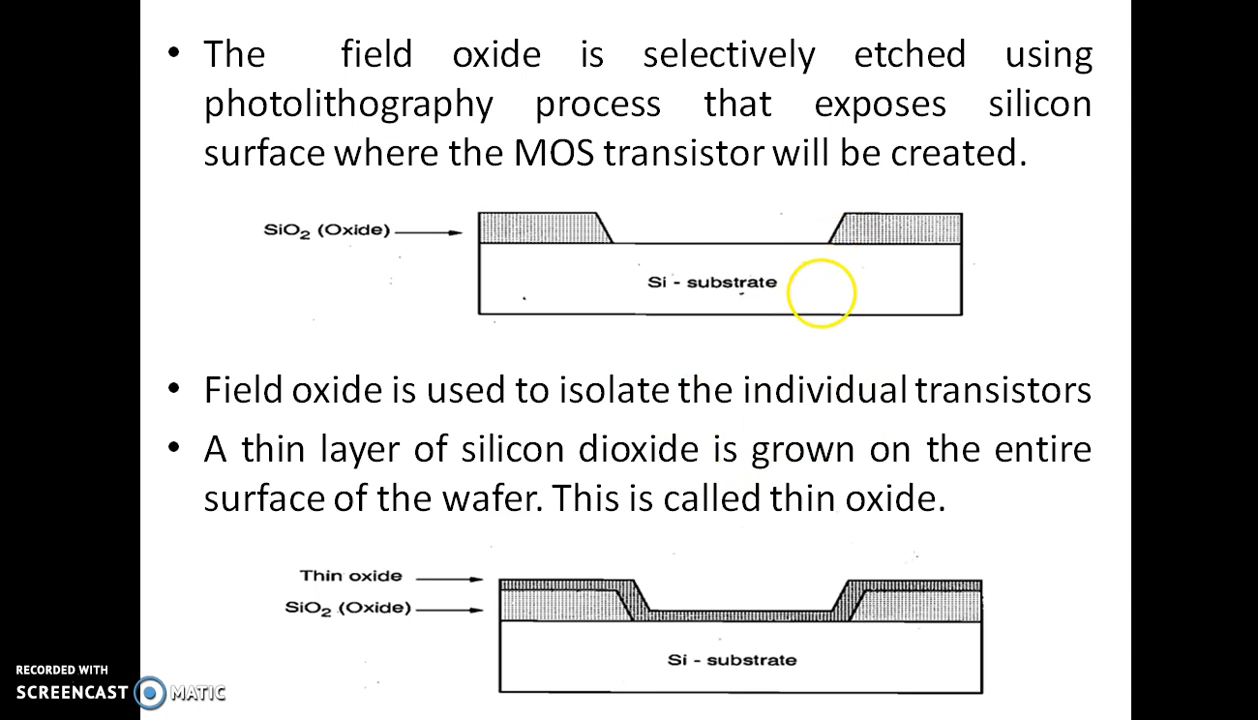 • The field oxide is selectively etched using
photolithography process that exposes silicon
surface where the MOS transistor will be created.
SiO₂ (Oxide)
Si - substrate
• Field oxide is used to isolate the individual transistors
• A thin layer of silicon dioxide is grown on the entire
surface of the wafer. This is called thin oxide.
Thin oxide
SiO₂ (Oxide)
Si - substrate
RECORDED WITH
SCREENCAST MATIC